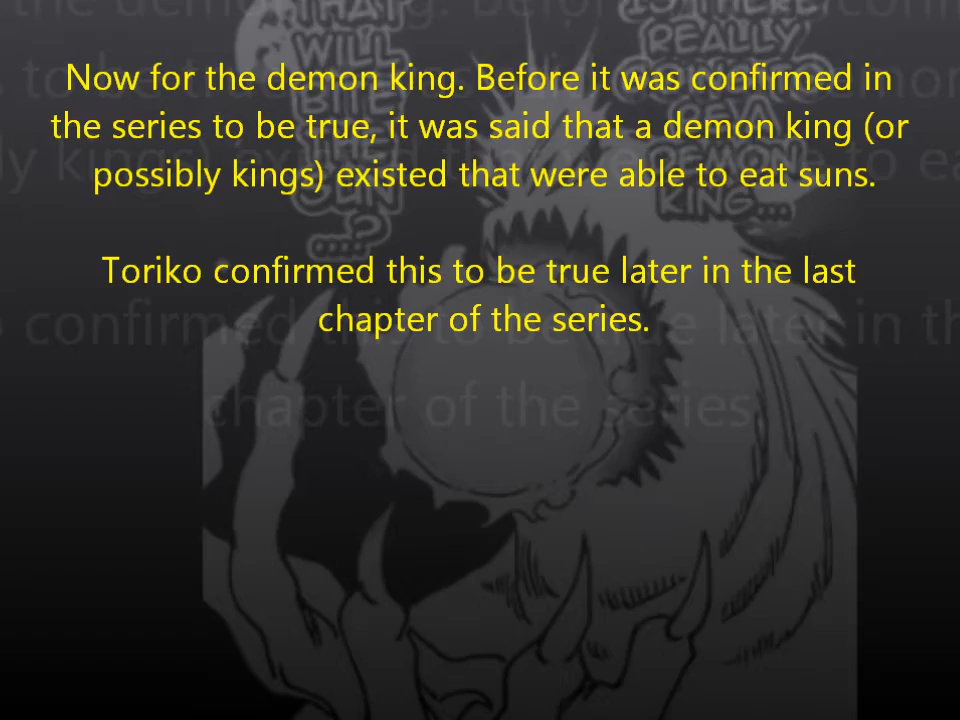 Now for the demon king. Before it was confirmed in
the series to be true, it was said that a demon king (or
possibly kings) existed that were able to eat suns.
Toriko confirmed this to be true later in the last
chapter of the series.
THAT
WILL
BITE
SUN
...?
IS THERE
REALLY
A
DEMON
KING...